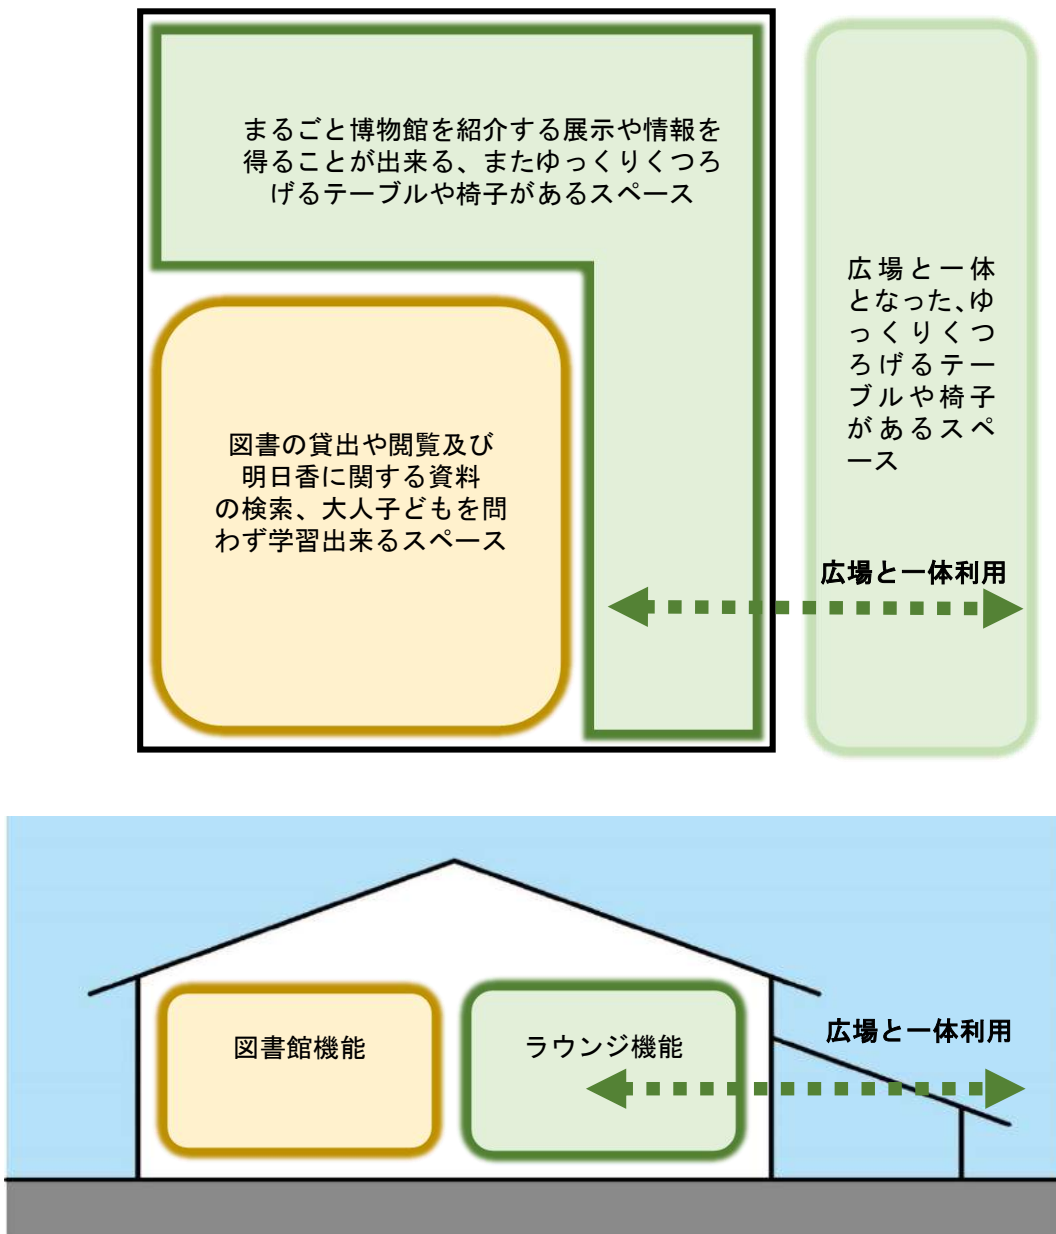 まるごと博物館を紹介する展示や情報を
得ることが出来る、またゆっくりくつろ
げるテーブルや椅子があるスペース
広場と一体
となった、ゆ
っくりくつ
ろげるテー
ブルや椅子
があるスペ
ース
図書の貸出や閲覧及び
明日香に関する資料
の検索、大人子どもを問
わず学習出来るスペース
広場と一体利用
図書館機能
ラウンジ機能
広場と一体利用